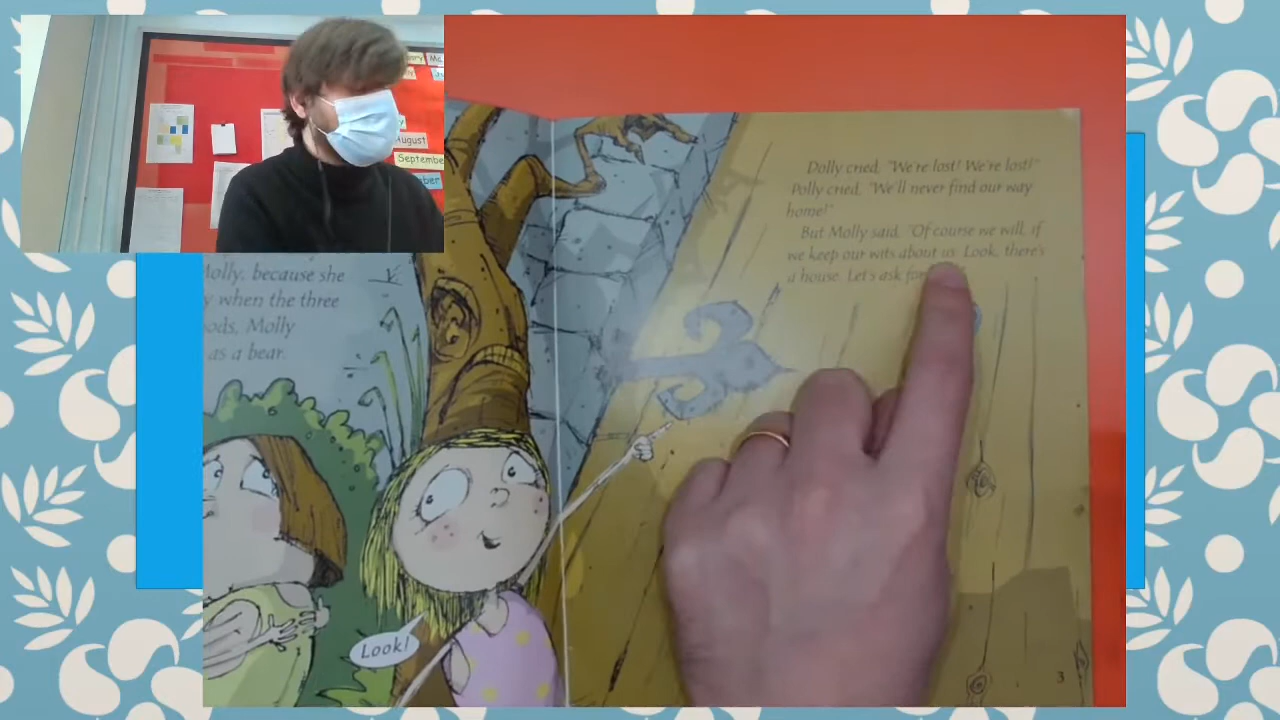 August
Septembe
Molly, because she
y when the three
ods, Molly
as a bear.
Look!
Dolly cried, "We're lost! We're lost!"
Polly cried, "We'll never find our way
home!"
But Molly said, "Of course we will, if
we keep our wits about us. Look, there's
a house. Let's ask for
3